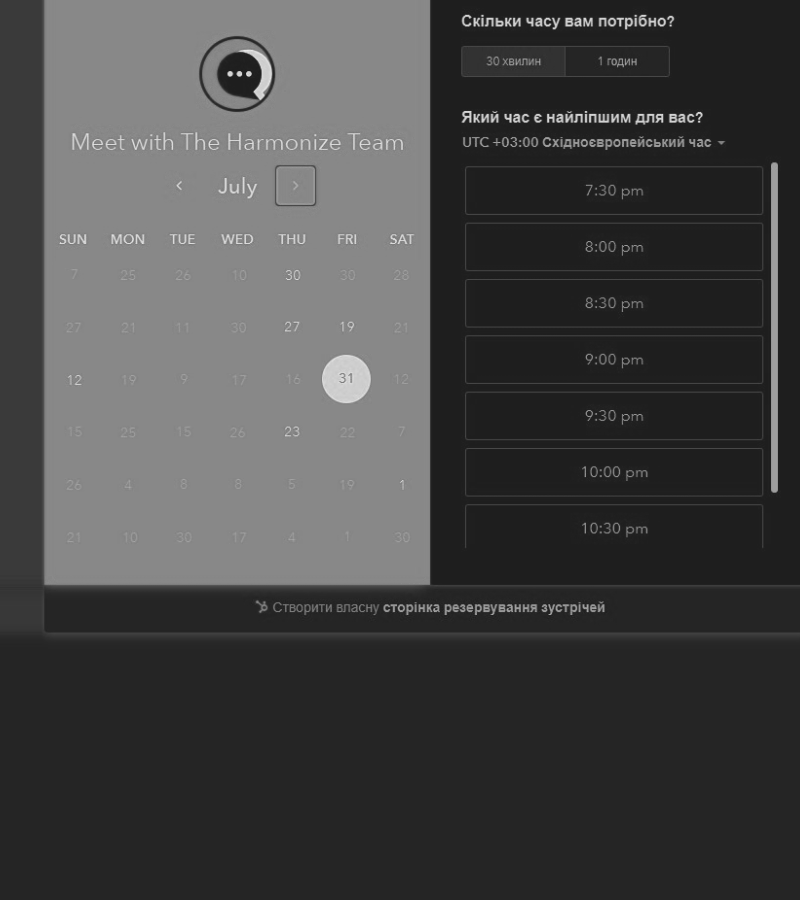 Meet with The Harmonize Team
July
SUN MON TUE WED THU FRI SAT
7 25 26 10 30 30 28
27 21 11 30 27 19 21
12 19 9 17 16 31 12
15 25 15 26 23 22 7
26 4 8 8 5 19 1
21 10 30 17 4 1 30
Скільки часу вам потрібно?
30 хвилин 1 годин
Який час є найліпшим для вас?
UTC +03:00 Східноєвропейський час
7:30 pm
8:00 pm
8:30 pm
9:00 pm
9:30 pm
10:00 pm
10:30 pm
Створити власну сторінка резервування зустрічей